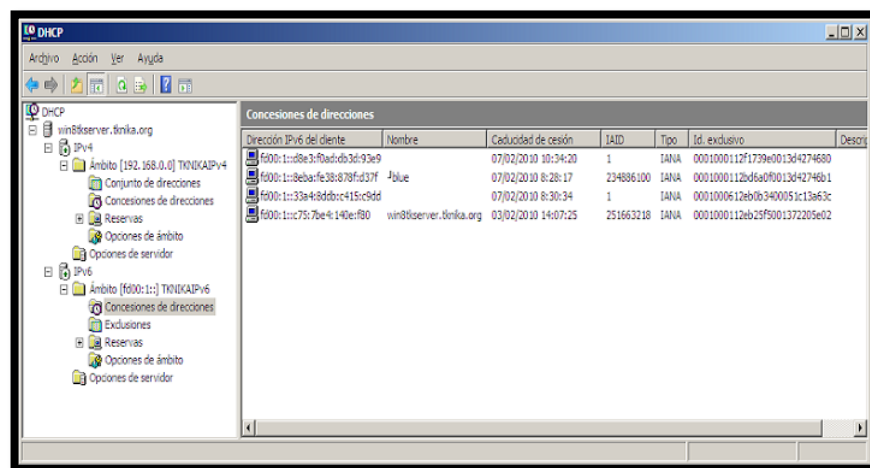 DHCP
Archivo Acción Ver Ayuda
DHCP
win8tkserver.tknika.org
IPv4
Ámbito [192.168.0.0] TKNIKAIPv4
Conjunto de direcciones
Concesiones de direcciones
Reservas
Opciones de ámbito
Opciones de servidor
IPv6
Ámbito [fd00:1::] TKNIKAIPv6
Concesiones de direcciones
Exclusiones
Reservas
Opciones de ámbito
Opciones de servidor
Concesiones de direcciones
Dirección IPv6 del cliente Nombre Caducidad de cesión IAID Tipo Id. exclusivo Descrip
fd00:1::d8e3:f0ad:db3d:93e9 07/02/2010 10:34:20 1 IANA 0001000112f1739e0013d4274680
fd00:1::8eba:fe38:878f:d37f blue 07/02/2010 8:28:17 234886100 IANA 0001000112bd6a0f0013d42746b1
fd00:1::33a4:8ddb:c415:c9dd 07/02/2010 8:30:34 1 IANA 0001000612eb0b3400051c13a63c
fd00:1::c75:7be4:140e:f80 win8tkserver.tknika.org 03/02/2010 14:07:25 251663218 IANA 0001000112eb25f5001372205e02